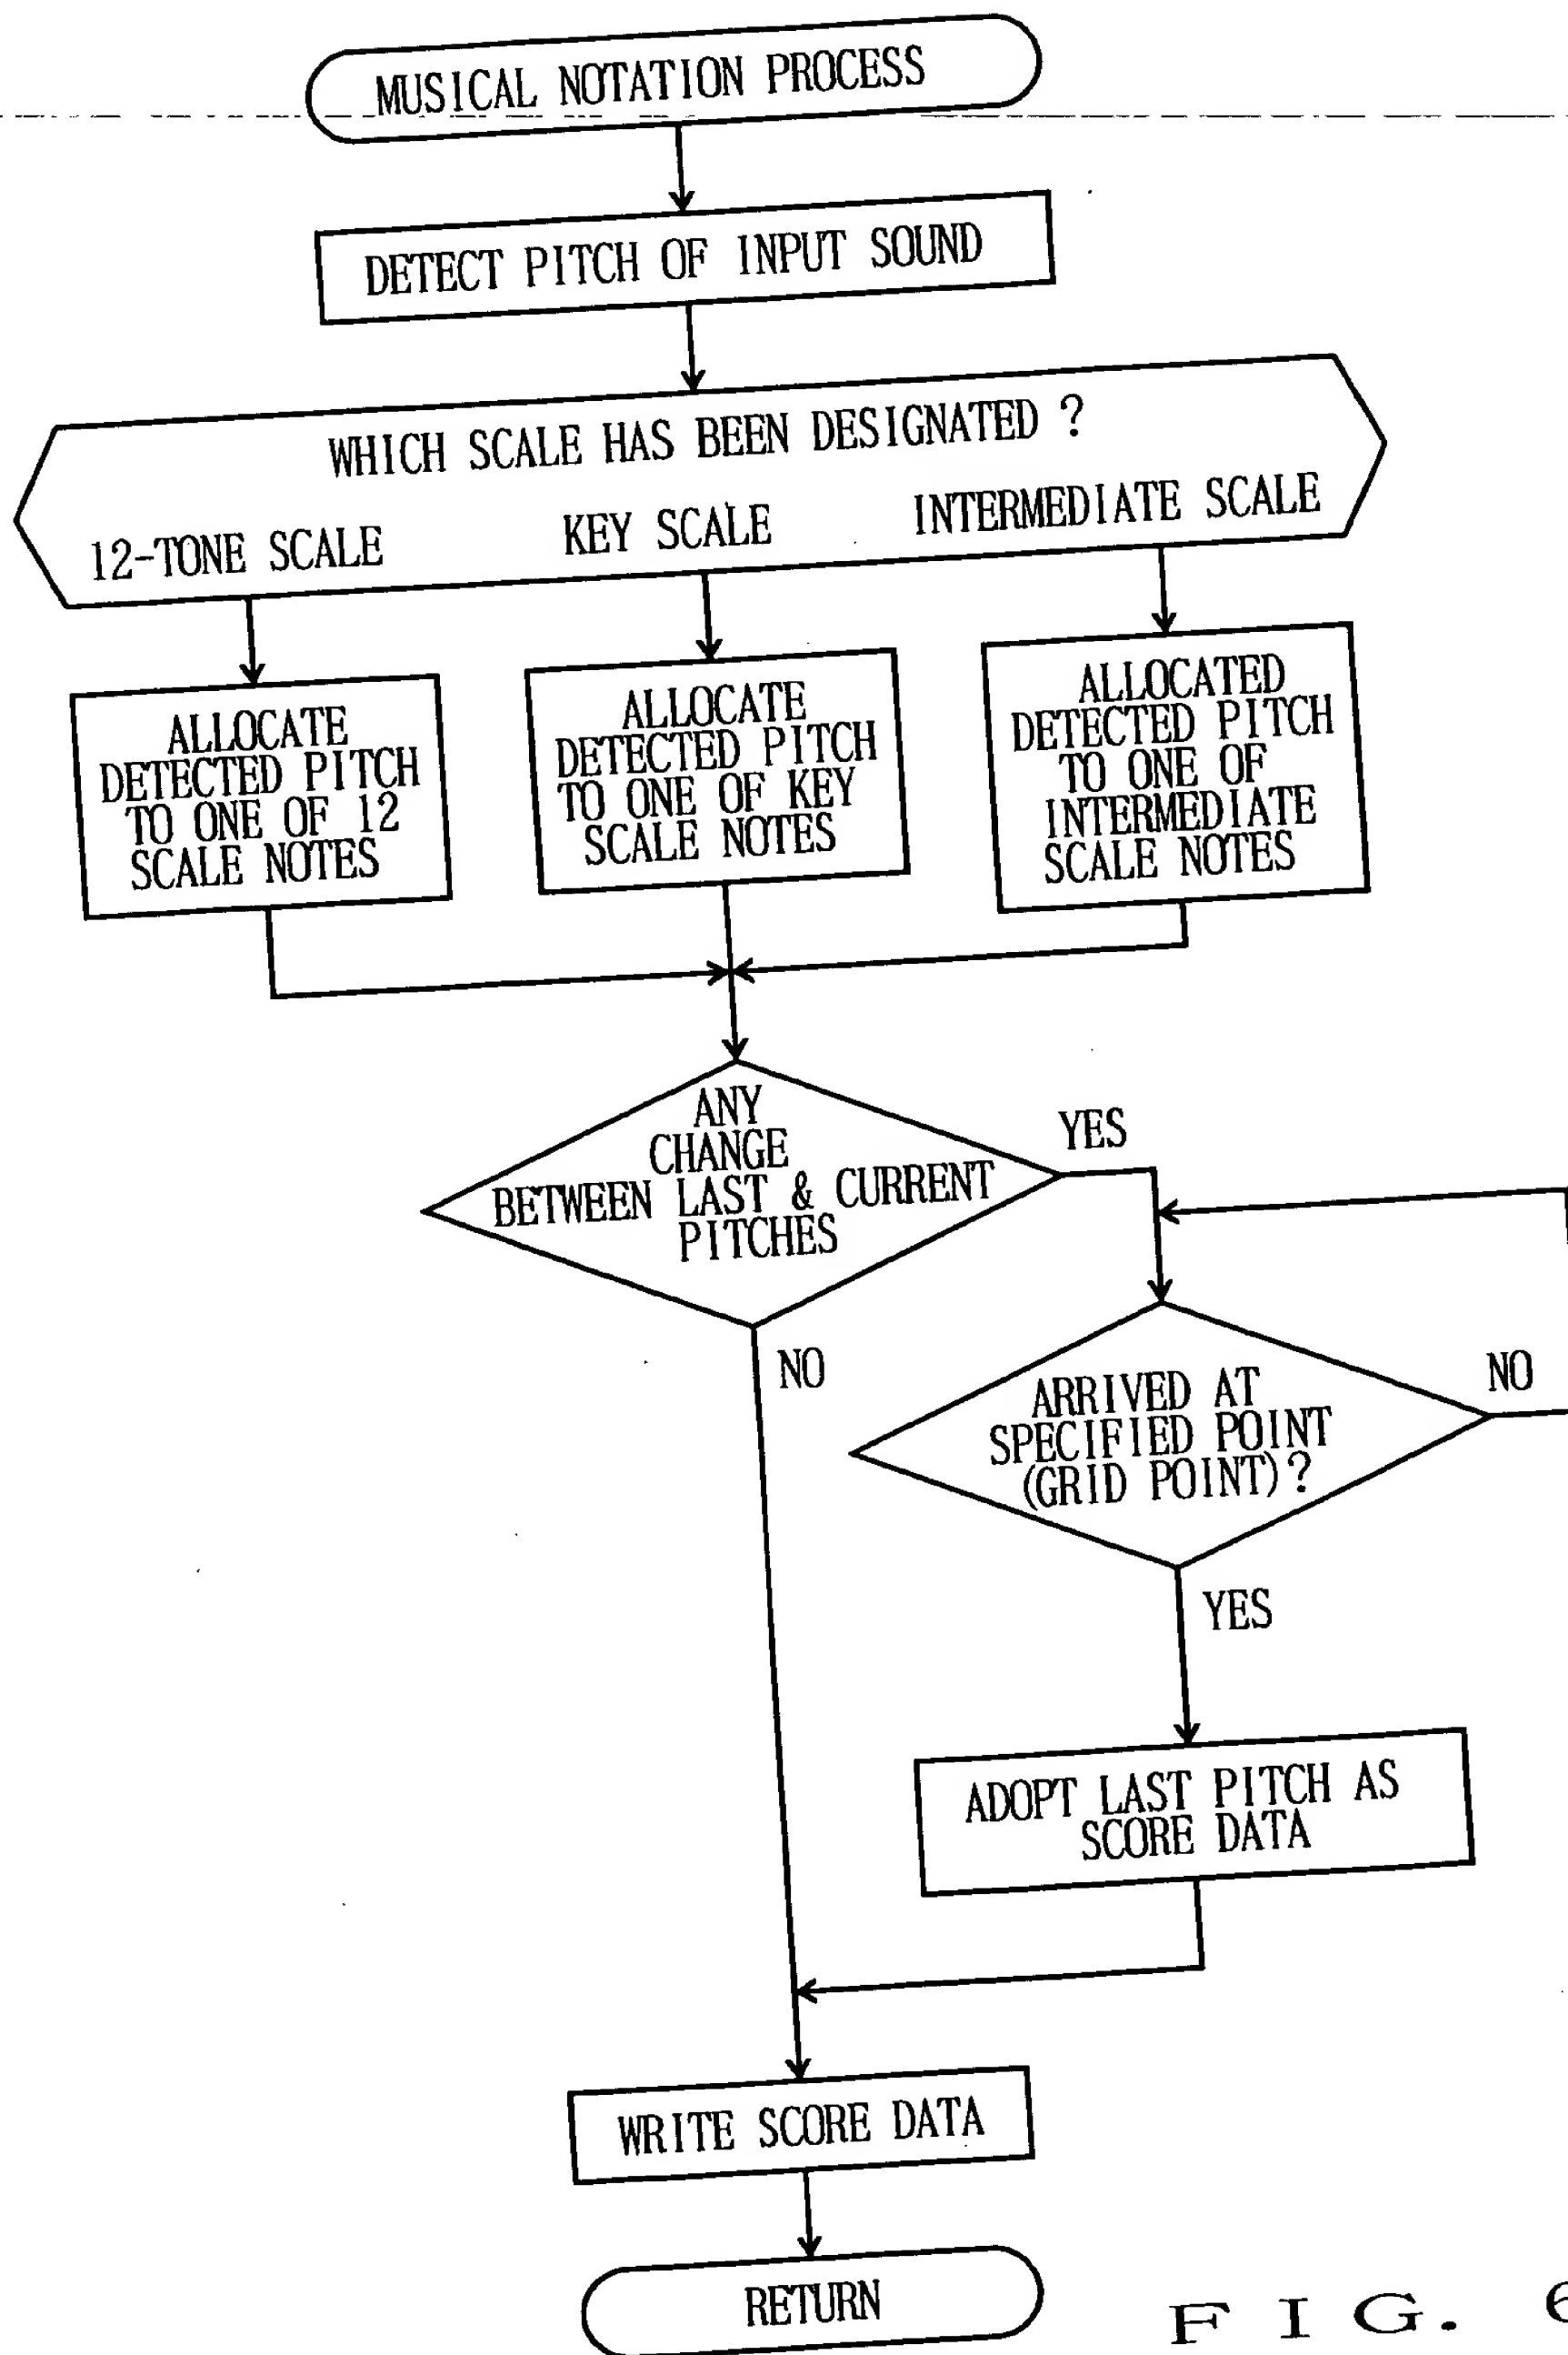 MUSICAL NOTATION PROCESS
DETECT PITCH OF INPUT SOUND
WHICH SCALE HAS BEEN DESIGNATED ?
12-TONE SCALE
KEY SCALE
INTERMEDIATE SCALE
ALLOCATE
DETECTED PITCH
TO ONE OF 12
SCALE NOTES
ALLOCATE
DETECTED PITCH
TO ONE OF KEY
SCALE NOTES
ALLOCATED
DETECTED PITCH
TO ONE OF
INTERMEDIATE
SCALE NOTES
ANY
CHANGE
BETWEEN LAST & CURRENT
PITCHES
YES
NO
ARRIVED AT
SPECIFIED POINT
(GRID POINT)?
NO
YES
ADOPT LAST PITCH AS
SCORE DATA
WRITE SCORE DATA
RETURN
FIG. 6